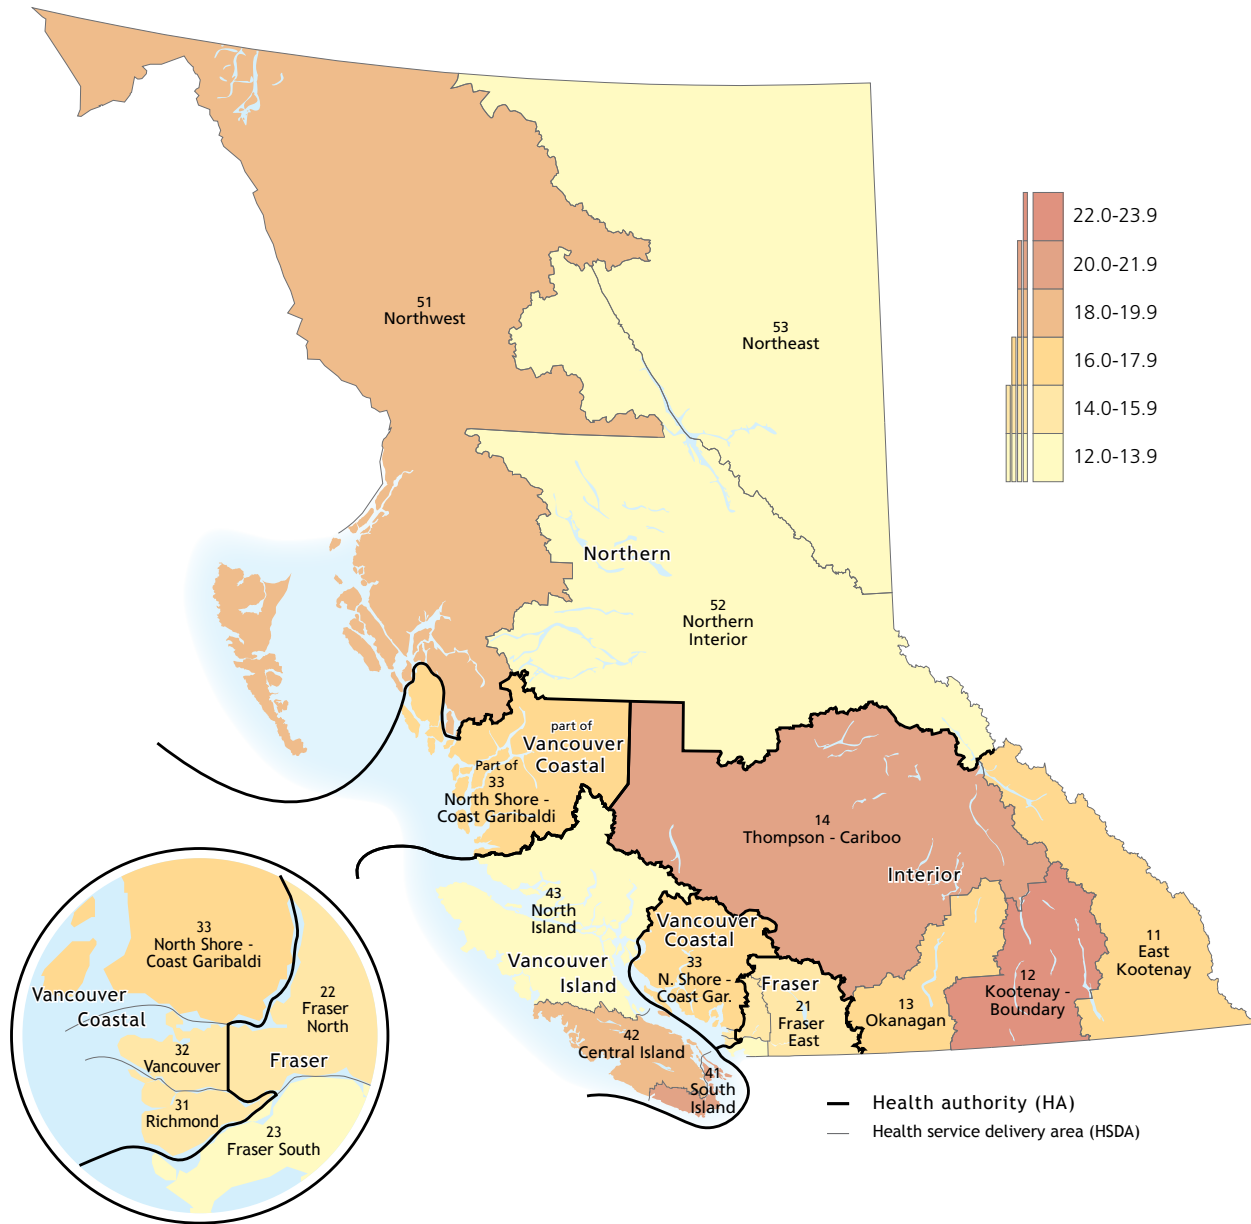 22.0-23.9
20.0-21.9
18.0-19.9
16.0-17.9
14.0-15.9
12.0-13.9
51
Northwest
53
Northeast
Northern
52
Northern
Interior
part of
Vancouver
Coastal
Part of
33
North Shore -
Coast Garibaldi
14
Thompson - Cariboo
Interior
43
North
Island
Vancouver
Island
Vancouver
Coastal
33
N. Shore -
Coast Gar.
Fraser
21
Fraser
East
13
Okanagan
12
Kootenay -
Boundary
11
East
Kootenay
42
Central Island
41
South
Island
33
North Shore -
Coast Garibaldi
Vancouver
Coastal
22
Fraser
North
32
Vancouver
Fraser
31
Richmond
23
Fraser South
Health authority (HA)
Health service delivery area (HSDA)